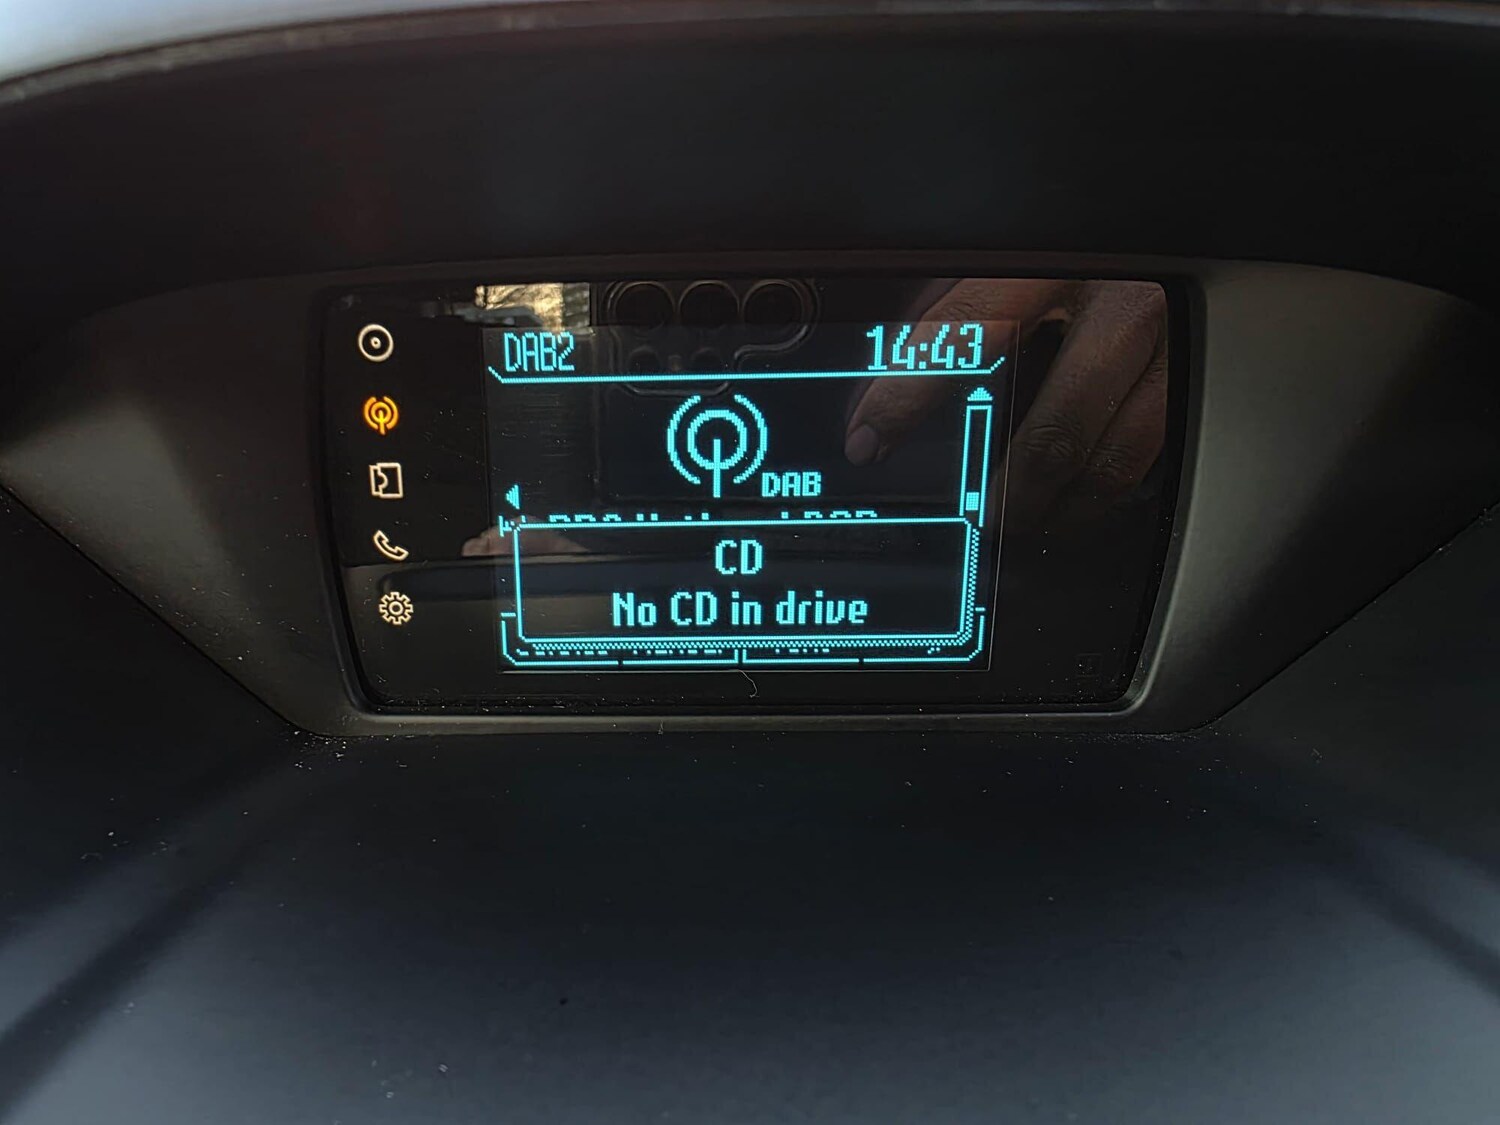 DAB2
14:43
DAB
CD
No CD in drive